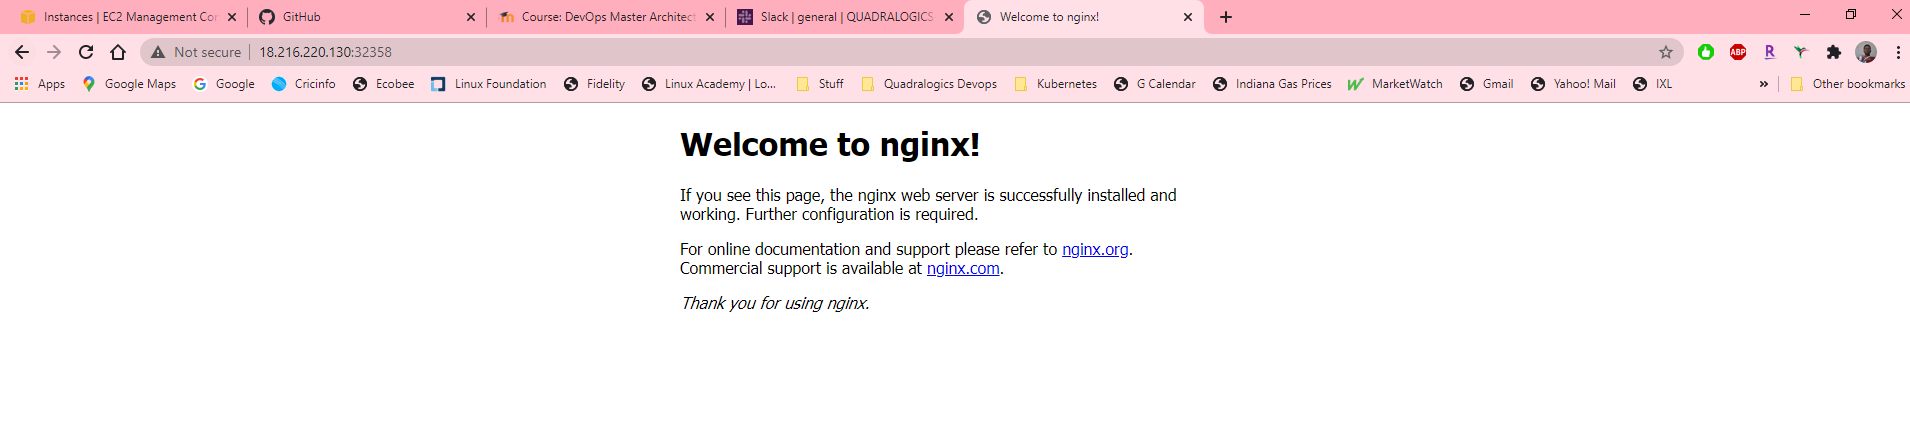 Instances | EC2 Management Con
GitHub
Course: DevOps Master Architect
Slack | general | QUADRALOGICS
Welcome to nginx!
Not secure
18.216.220.130:32358
ABP
R
Apps
Google Maps
Google
Cricinfo
Ecobee
Linux Foundation
Fidelity
Linux Academy | Lo...
Stuff
Quadralogics Devops
Kubernetes
G Calendar
Indiana Gas Prices
MarketWatch
Gmail
Yahoo! Mail
IXL
»
Other bookmarks
Welcome to nginx!
If you see this page, the nginx web server is successfully installed and
working. Further configuration is required.
For online documentation and support please refer to nginx.org.
Commercial support is available at nginx.com.
Thank you for using nginx.